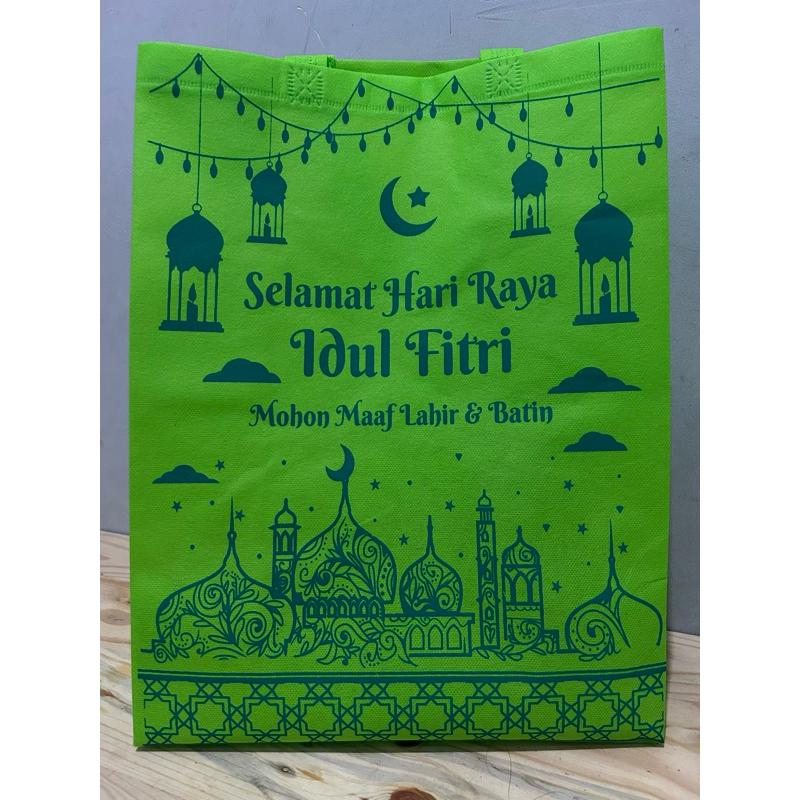 Selamat Hari Raya
Idul Fitri
Mohon Maaf Lahir & Batin